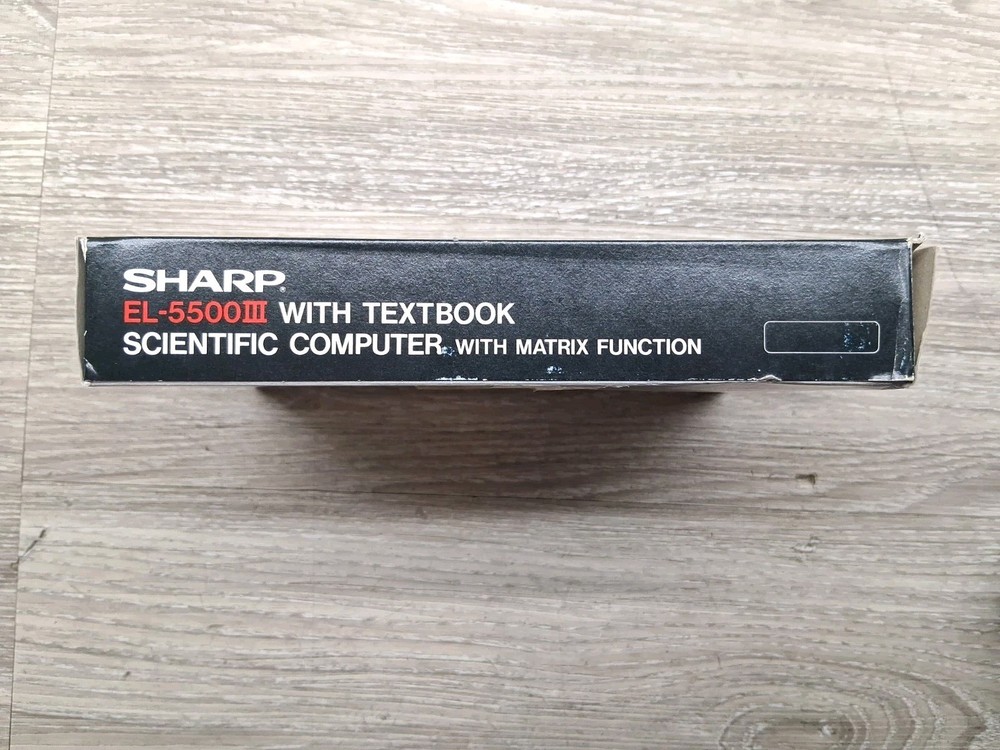 SHARP®
EL-5500III WITH TEXTBOOK
SCIENTIFIC COMPUTER WITH MATRIX FUNCTION